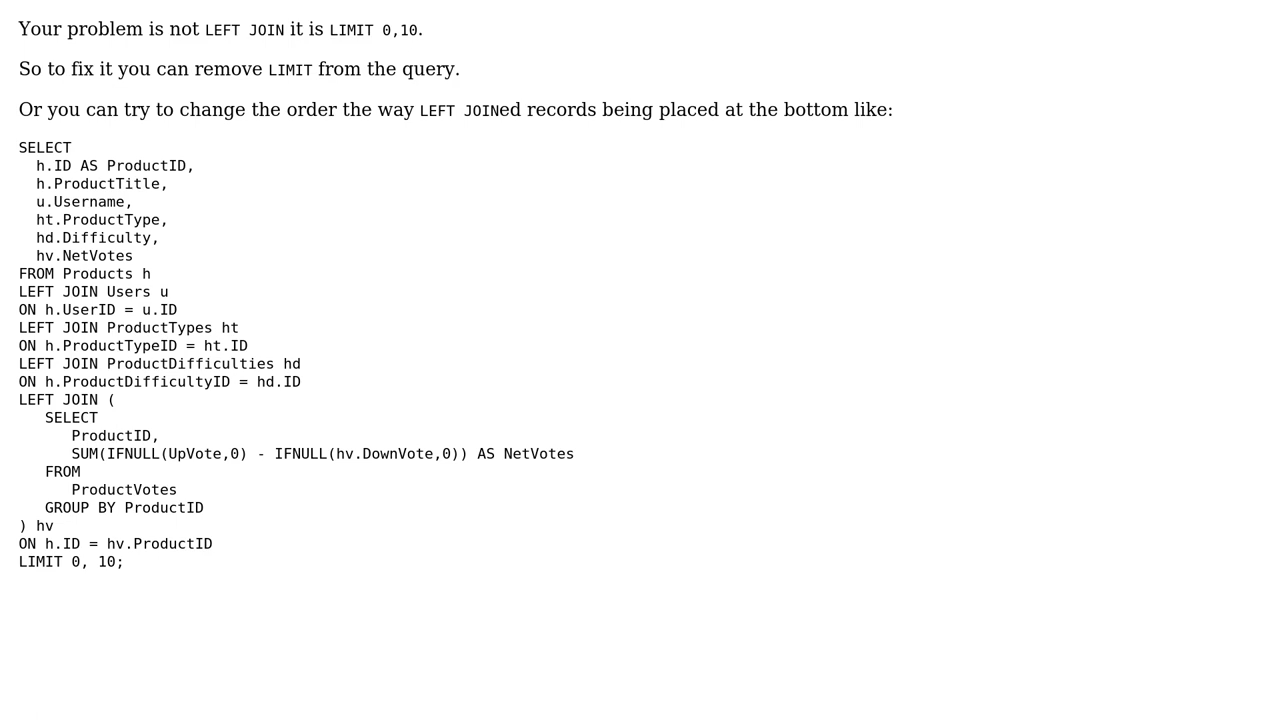 Your problem is not LEFT JOIN it is LIMIT 0,10.
So to fix it you can remove LIMIT from the query.
Or you can try to change the order the way LEFT JOINed records being placed at the bottom like:
SELECT
  h.ID AS ProductID,
  h.ProductTitle,
  u.Username,
  ht.ProductType,
  hd.Difficulty,
  hv.NetVotes
FROM Products h
LEFT JOIN Users u
ON h.UserID = u.ID
LEFT JOIN ProductTypes ht
ON h.ProductTypeID = ht.ID
LEFT JOIN ProductDifficulties hd
ON h.ProductDifficultyID = hd.ID
LEFT JOIN (
   SELECT
      ProductID,
      SUM(IFNULL(UpVote,0) - IFNULL(hv.DownVote,0)) AS NetVotes
   FROM
      ProductVotes
   GROUP BY ProductID
) hv
ON h.ID = hv.ProductID
LIMIT 0, 10;